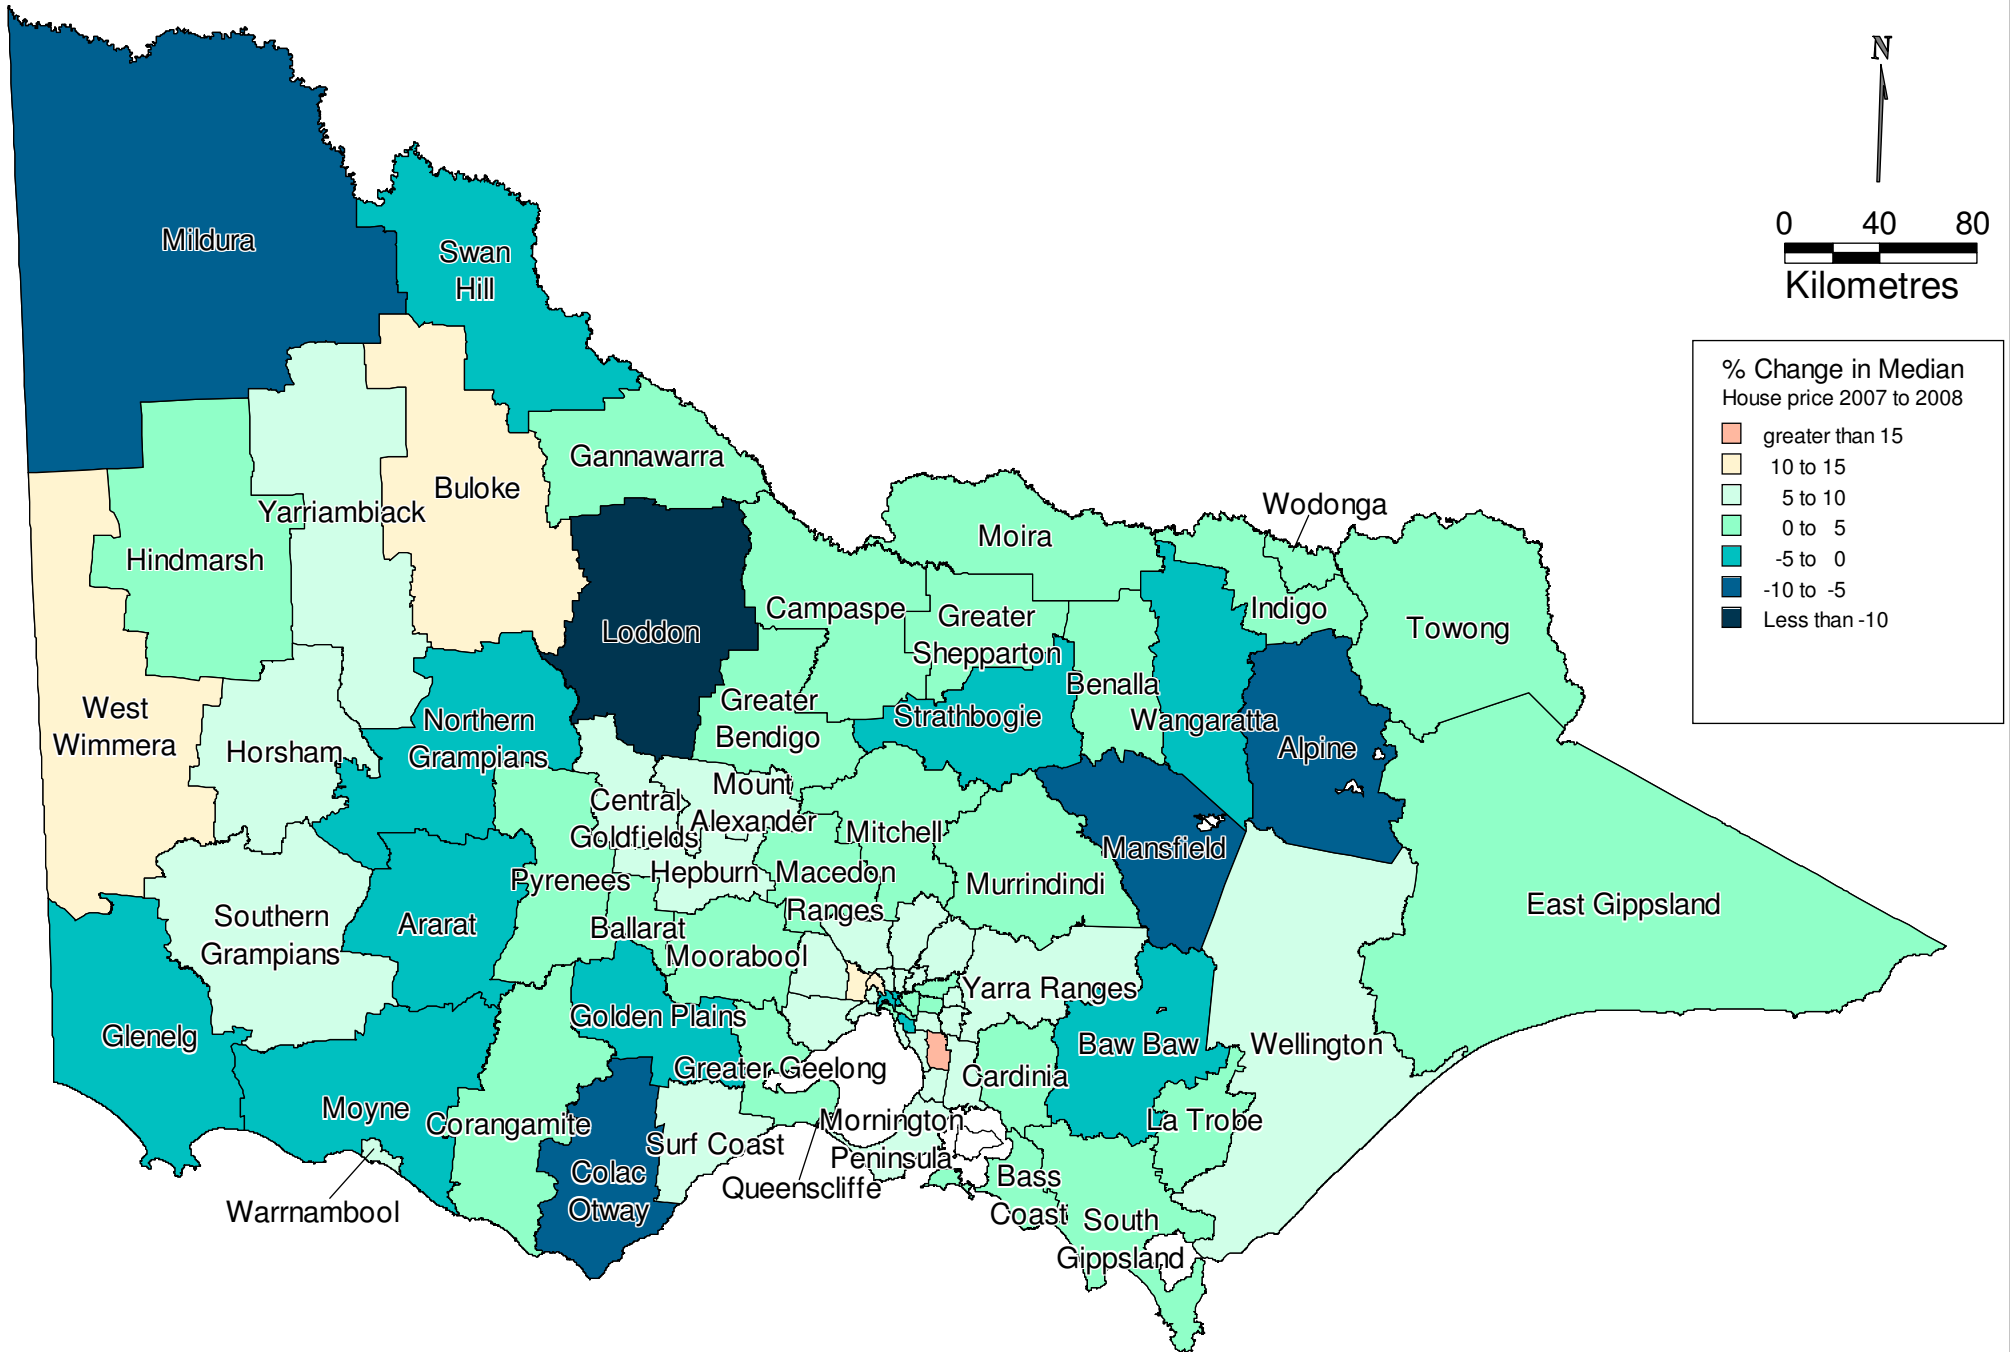 N
0 40 80
Kilometres
% Change in Median
House price 2007 to 2008
greater than 15
10 to 15
5 to 10
0 to 5
-5 to 0
-10 to -5
Less than -10
Mildura
Swan
Hill
Gannawarra
Buloke
Yarriambiack
Hindmarsh
Wodonga
Moira
Indigo
Towong
Campaspe
Greater
Shepparton
Loddon
Benalla
Wangaratta
Alpine
Strathbogie
Greater
Bendigo
West
Wimmera
Horsham
Northern
Grampians
Central
Goldfields
Mount
Alexander
Mitchell
Mansfield
Hepburn
Macedon
Ranges
Murrindindi
Pyrenees
East Gippsland
Southern
Grampians
Ararat
Ballarat
Moorabool
Yarra Ranges
Golden Plains
Glenelg
Baw Baw
Wellington
Greater Geelong
Cardinia
Moyne
Corangamite
Mornington
Peninsula
La Trobe
Surf Coast
Colac
Otway
Queenscliffe
Bass
Coast
Warrnambool
South
Gippsland